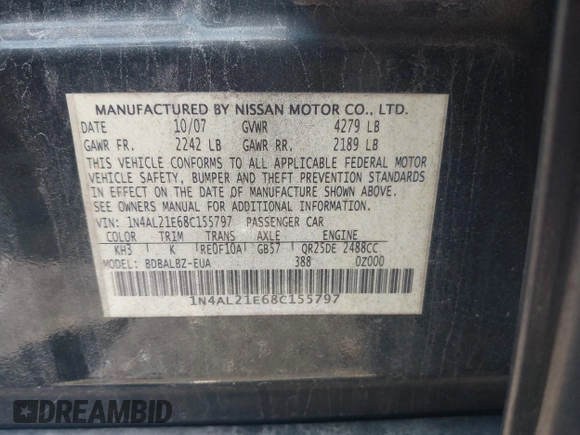 MANUFACTURED BY NISSAN MOTOR CO., LTD.
DATE 10/07 GVWR 4279 LB
GAWR FR. 2242 LB GAWR RR. 2189 LB
THIS VEHICLE CONFORMS TO ALL APPLICABLE FEDERAL MOTOR
VEHICLE SAFETY, BUMPER AND THEFT PREVENTION STANDARDS
IN EFFECT ON THE DATE OF MANUFACTURE SHOWN ABOVE.
SEE OWNERS MANUAL FOR ADDITIONAL INFORMATION.
VIN: 1N4AL21E68C155797 PASSENGER CAR
COLOR TRIM TRANS AXLE ENGINE
KH3 K RE0F10A GB57 QR25DE 2488CC
MODEL: BDBALBZ-EUA 388 0Z000
1N4AL21E68C155797
DREAMBID